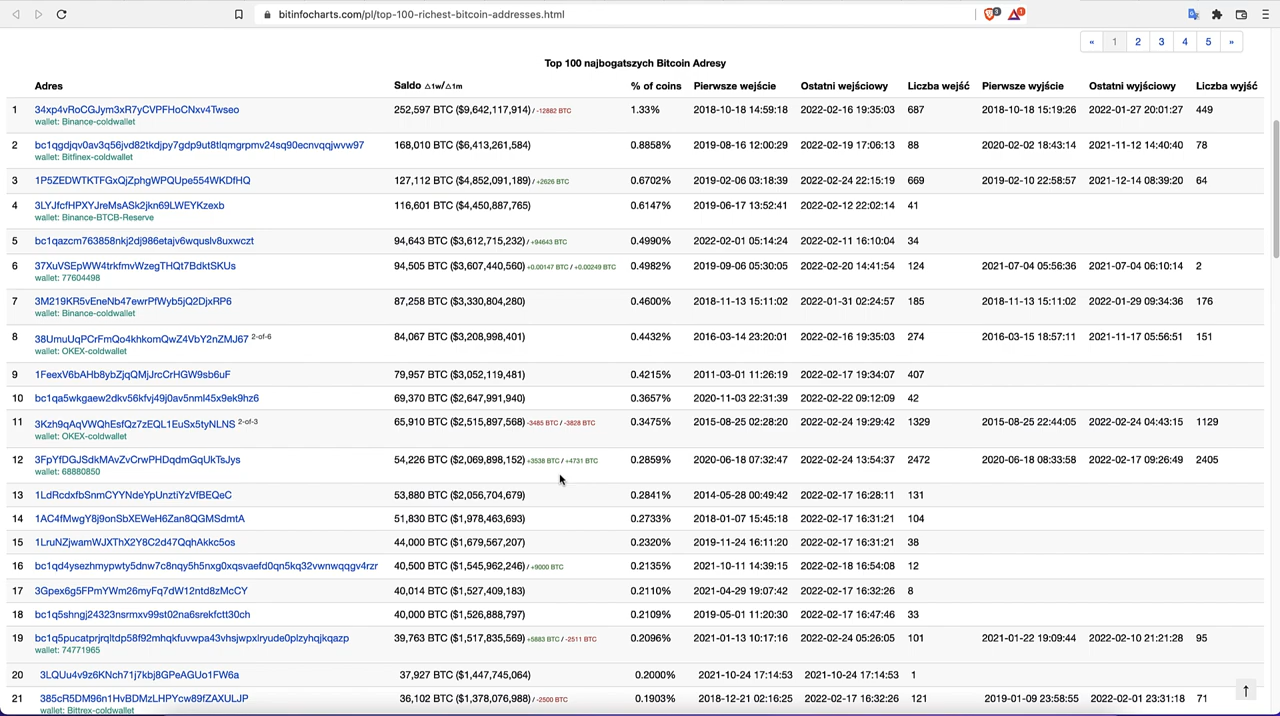 bitinfocharts.com/pl/top-100-richest-bitcoin-addresses.html
« 1 2 3 4 5 »
Top 100 najbogatszych Bitcoin Adresy
Adres Saldo △1w/△1m % of coins Pierwsze wejście Ostatni wejściowy Liczba wejść Pierwsze wyjście Ostatni wyjściowy Liczba wyjść
1 34xp4vRoCGJym3xR7yCVPFHoCNxv4Twseo 252,597 BTC ($9,642,117,914) / -12882 BTC 1.33% 2018-10-18 14:59:18 2022-02-16 19:35:03 687 2018-10-18 15:19:26 2022-01-27 20:01:27 449
wallet: Binance-coldwallet
2 bc1qgdjqv0av3q56jvd82tkdjpy7gdp9ut8tlqmgrpmv24sq90ecnvqqjwvw97 168,010 BTC ($6,413,261,584) 0.8858% 2019-08-16 12:00:29 2022-02-19 17:06:13 88 2020-02-02 18:43:14 2021-11-12 14:40:40 78
wallet: Bitfinex-coldwallet
3 1P5ZEDWTKTFGxQjZphgWPQUpe554WKDfHQ 127,112 BTC ($4,852,091,189) / +2626 BTC 0.6702% 2019-02-06 03:18:39 2022-02-24 22:15:19 669 2019-02-10 22:58:57 2021-12-14 08:39:20 64
4 3LYJfcfHPXYJreMsASk2jkn69LWEYKzexb 116,601 BTC ($4,450,887,765) 0.6147% 2019-06-17 13:52:41 2022-02-12 22:02:14 41
wallet: Binance-BTCB-Reserve
5 bc1qazcm763858nkj2dj986etajv6wquslv8uxwczt 94,643 BTC ($3,612,715,232) / +94643 BTC 0.4990% 2022-02-01 05:14:24 2022-02-11 16:10:04 34
6 37XuVSEpWW4trkfmvWzegTHQt7BdktSKUs 94,505 BTC ($3,607,440,560) +0.00147 BTC / +0.00249 BTC 0.4982% 2019-09-06 05:37:05 2022-02-20 14:41:54 124 2021-07-04 05:56:36 2021-07-04 06:10:14 2
wallet: 77604498
7 3M219KR5vEneNb47ewrPfWyb5jQ2DjxRP6 87,258 BTC ($3,330,804,280) 0.4600% 2018-11-13 15:11:02 2022-01-31 02:24:57 185 2018-11-13 15:11:02 2022-01-29 09:34:36 176
wallet: Binance-coldwallet
8 38UmuUqPCrFmQo4khkomQwZ4VbY2nZMJ67 2-of-6 84,067 BTC ($3,208,998,401) 0.4432% 2016-03-14 23:20:01 2022-02-16 19:35:03 274 2016-03-15 18:57:11 2021-11-17 05:56:51 151
wallet: OKEX-coldwallet
9 1FeexV6bAHb8ybZjqQMjJrcCrHGW9sb6uF 79,957 BTC ($3,052,119,481) 0.4215% 2011-03-01 11:26:19 2022-02-17 19:34:07 407
10 bc1qa5wkgaew2dkv56kfvj49j0av5nml45x9ek9hz6 69,370 BTC ($2,647,991,940) 0.3657% 2020-11-03 22:31:39 2022-02-22 09:12:09 42
11 3Kzh9qAqVWQhEsfQz7zEQL1EuSx5tyNLNS 2-of-3 65,910 BTC ($2,515,897,568) -3485 BTC / -3828 BTC 0.3475% 2015-08-25 02:28:20 2022-02-24 19:29:42 1329 2015-08-25 22:44:05 2022-02-24 04:43:15 1129
wallet: OKEX-coldwallet
12 3FpYfDGJSdkMAvZvCrwPHDqdmGqUkTsJys 54,226 BTC ($2,069,898,152) +3538 BTC / +4731 BTC 0.2859% 2020-06-18 07:32:47 2022-02-24 13:54:37 2472 2020-06-18 08:33:58 2022-02-17 09:26:49 2405
wallet: 68880850
13 1LdRcdxfbSnmCYYNdeYpUnztiYzVfBEQeC 53,880 BTC ($2,056,704,679) 0.2841% 2014-05-28 00:49:42 2022-02-17 16:28:11 131
14 1AC4fMwgY8j9onSbXEWeH6Zan8QGMSdmtA 51,830 BTC ($1,978,463,693) 0.2733% 2018-01-07 15:45:18 2022-02-17 16:31:21 104
15 1LruNZjwamWJXThX2Y8C2d47QqhAkkc5os 44,000 BTC ($1,679,567,207) 0.2320% 2019-11-24 16:11:20 2022-02-17 16:31:21 38
16 bc1qd4ysezhmypwty5dnw7c8nqy5h5nxg0xqsvaefd0qn5kq32vwnwqqgv4rzr 40,500 BTC ($1,545,962,246) / +9000 BTC 0.2135% 2021-10-11 14:39:15 2022-02-18 16:54:08 12
17 3Gpex6g5FPmYWm26myFq7dW12ntd8zMcCY 40,014 BTC ($1,527,409,183) 0.2110% 2021-04-29 19:07:42 2022-02-17 16:32:26 8
18 bc1q5shngj24323nsrmxv99st02na6srekfctt30ch 40,000 BTC ($1,526,888,797) 0.2109% 2019-05-01 11:20:30 2022-02-17 16:47:46 33
19 bc1q5pucatprjrqltdp58f92mhqkfuvwpa43vhsjwpxlryude0plzyhqjkqazp 39,763 BTC ($1,517,835,569) +5883 BTC / -2511 BTC 0.2096% 2021-01-13 10:17:16 2022-02-24 05:26:05 101 2021-01-22 19:09:44 2022-02-10 21:21:28 95
wallet: 74771965
20 3LQUu4v9z6KNch71j7kbj8GPeAGUo1FW6a 37,927 BTC ($1,447,745,064) 0.2000% 2021-10-24 17:14:53 2021-10-24 17:14:53 1
21 385cR5DM96n1HvBDMzLHPYcw89fZAXULJP 36,102 BTC ($1,378,076,898) / -2500 BTC 0.1903% 2018-12-21 02:16:25 2022-02-17 16:32:26 121 2019-01-09 23:58:55 2022-02-01 23:31:18 71
wallet: Bittrex-coldwallet